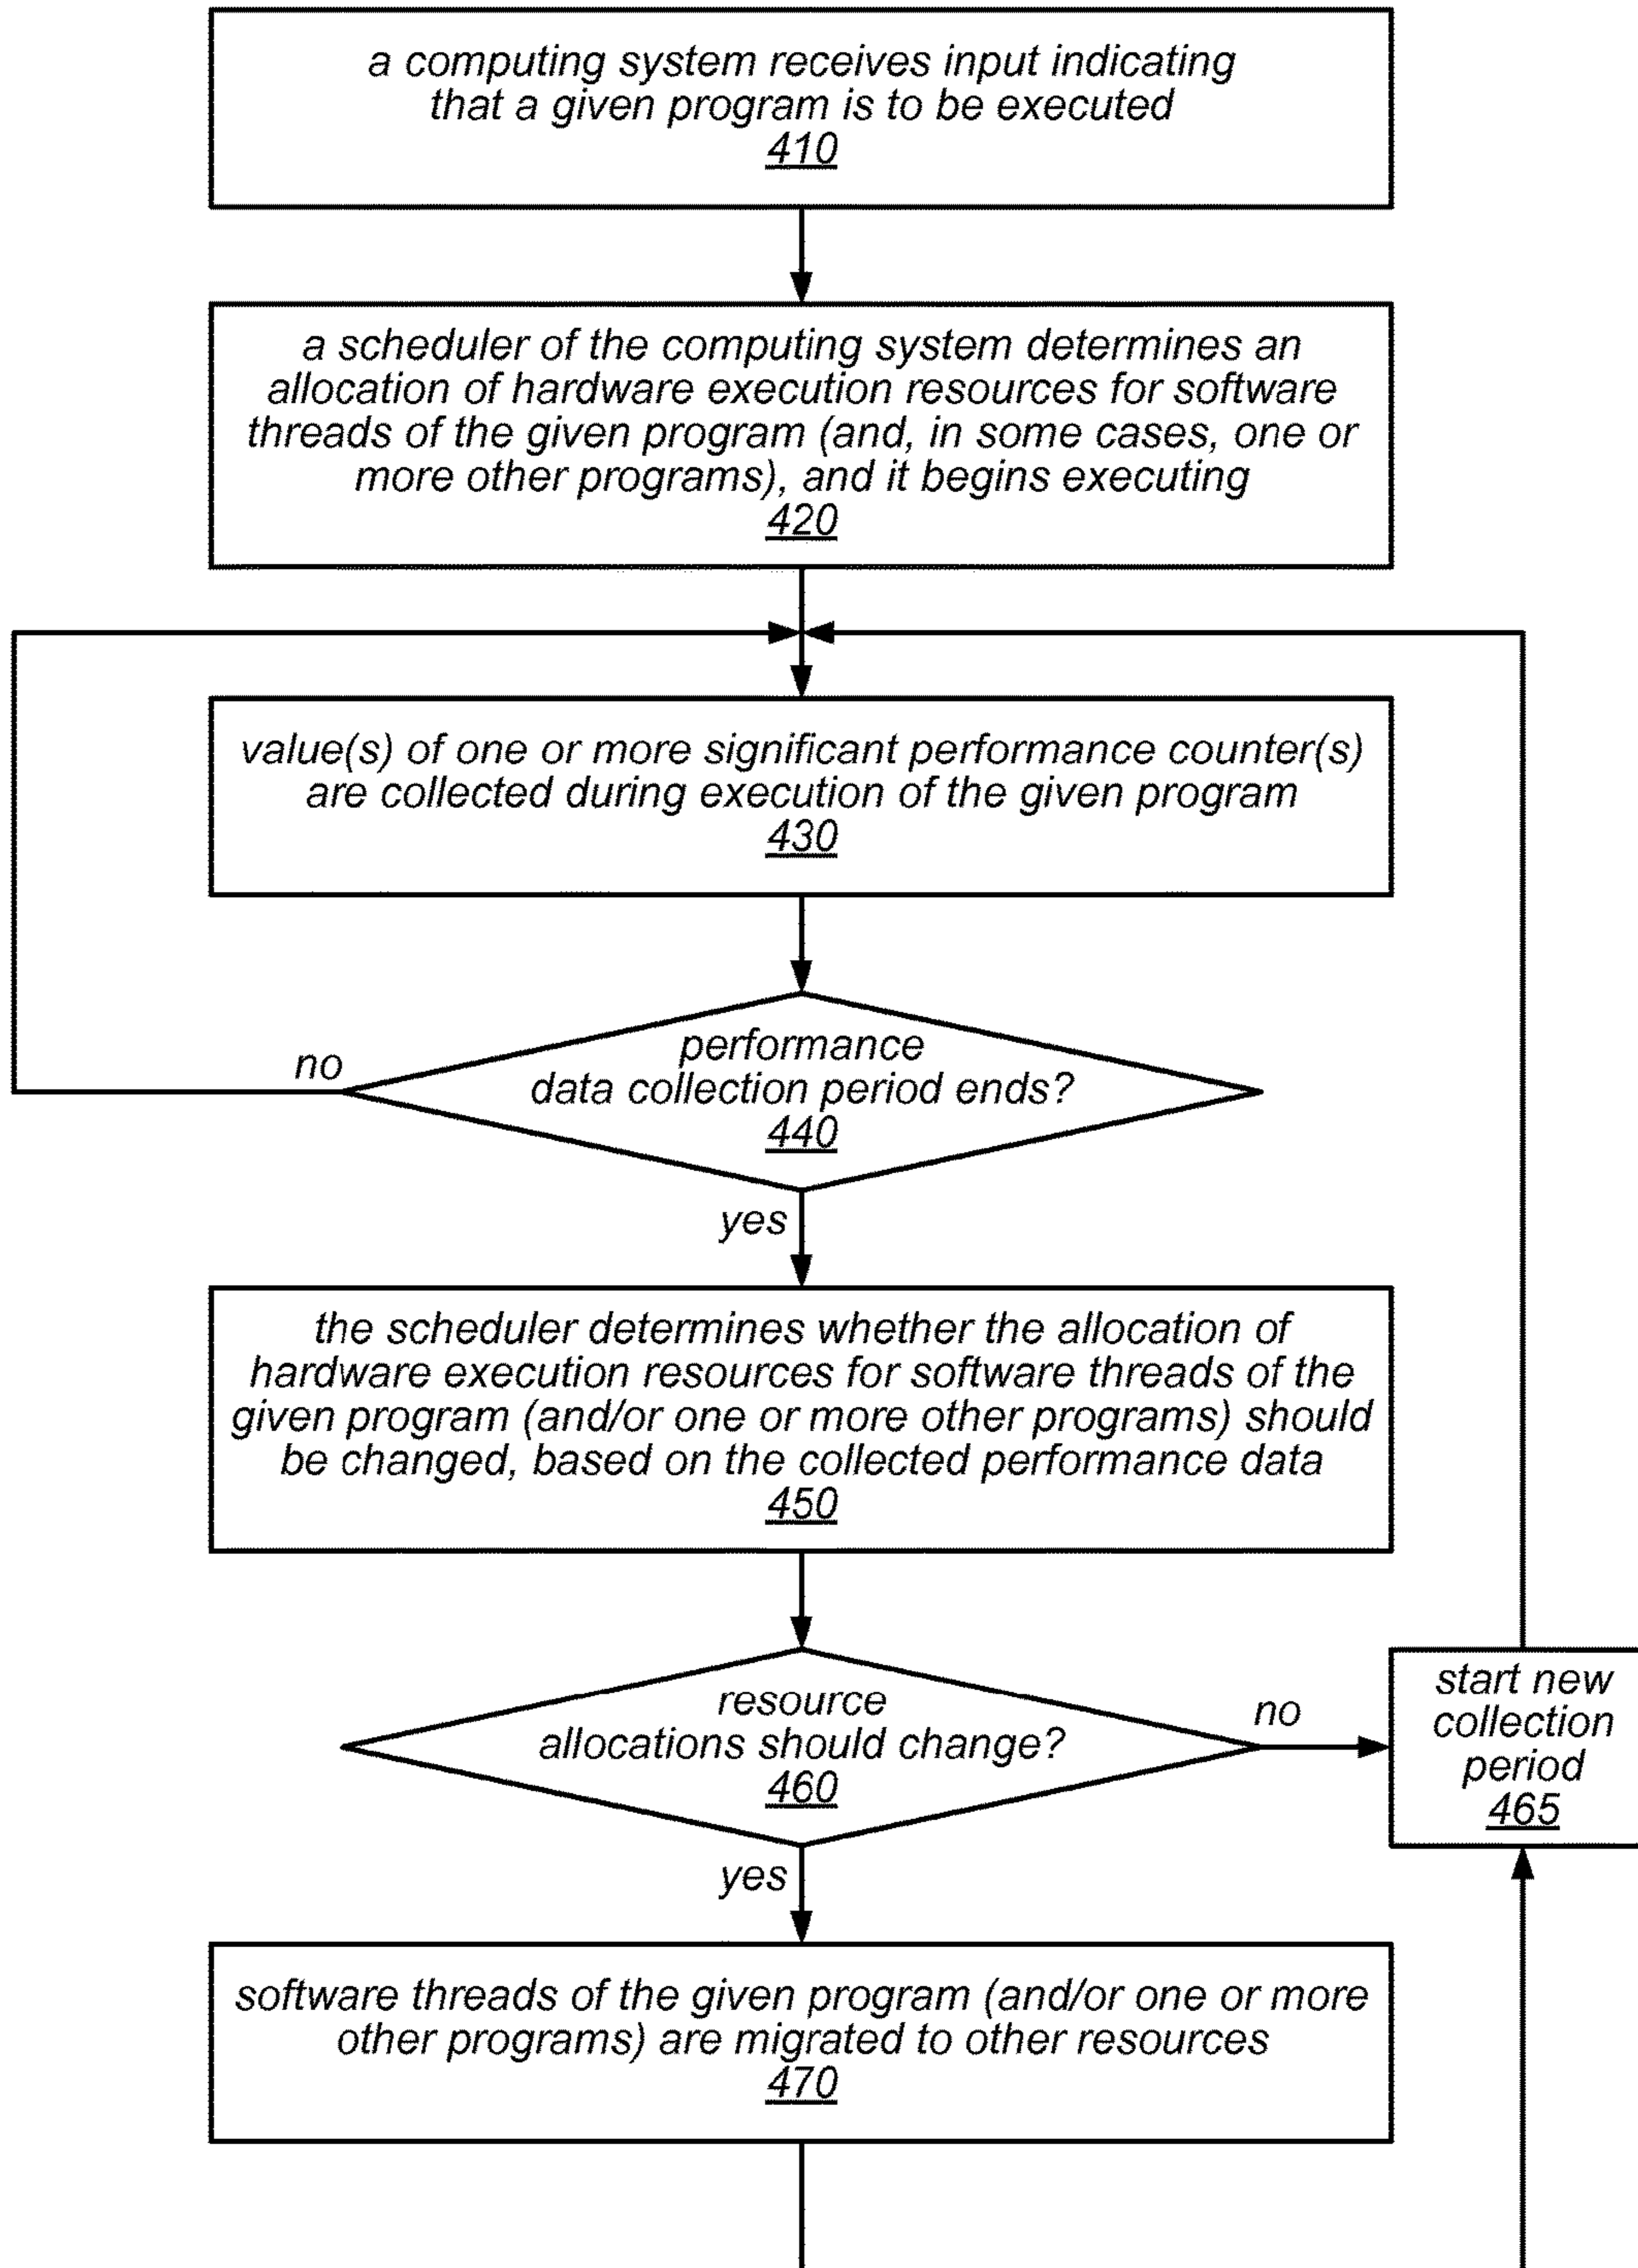 a computing system receives input indicating
that a given program is to be executed
410
a scheduler of the computing system determines an
allocation of hardware execution resources for software
threads of the given program (and, in some cases, one or
more other programs), and it begins executing
420
value(s) of one or more significant performance counter(s)
are collected during execution of the given program
430
performance
data collection period ends?
440
no
yes
the scheduler determines whether the allocation of
hardware execution resources for software threads of the
given program (and/or one or more other programs) should
be changed, based on the collected performance data
450
resource
allocations should change?
460
no
start new
collection
period
465
yes
software threads of the given program (and/or one or more
other programs) are migrated to other resources
470